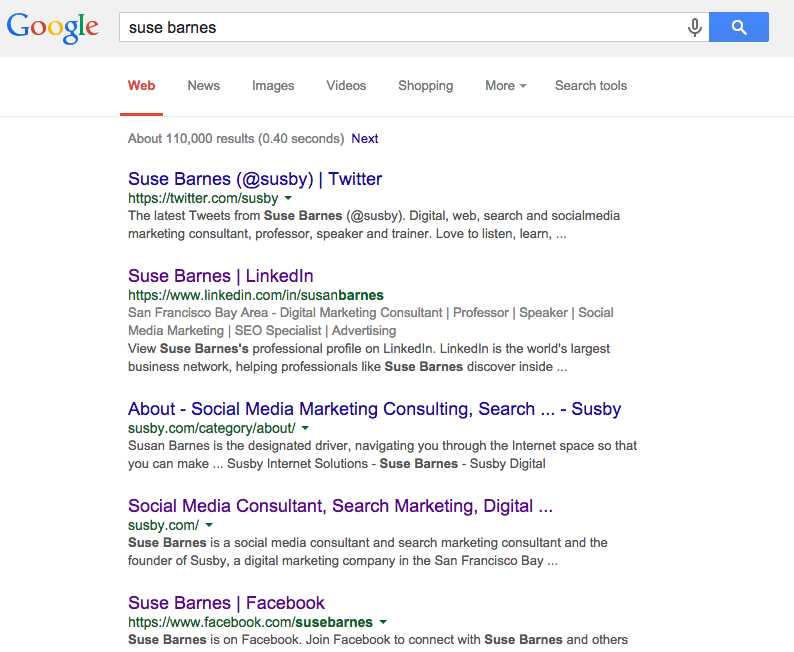 Google suse barnes
Web News Images Videos Shopping More Search tools
About 110,000 results (0.40 seconds) Next
Suse Barnes (@susby) | Twitter
https://twitter.com/susby
The latest Tweets from Suse Barnes (@susby). Digital, web, search and socialmedia
marketing consultant, professor, speaker and trainer. Love to listen, learn, ...
Suse Barnes | LinkedIn
https://www.linkedin.com/in/susanbarnes
San Francisco Bay Area - Digital Marketing Consultant | Professor | Speaker | Social
Media Marketing | SEO Specialist | Advertising
View Suse Barnes's professional profile on LinkedIn. LinkedIn is the world's largest
business network, helping professionals like Suse Barnes discover inside ...
About - Social Media Marketing Consulting, Search ... - Susby
susby.com/category/about/
Susan Barnes is the designated driver, navigating you through the Internet space so that
you can make ... Susby Internet Solutions - Suse Barnes - Susby Digital
Social Media Consultant, Search Marketing, Digital ...
susby.com/
Suse Barnes is a social media consultant and search marketing consultant and the
founder of Susby, a digital marketing company in the San Francisco Bay ...
Suse Barnes | Facebook
https://www.facebook.com/susebarnes
Suse Barnes is on Facebook. Join Facebook to connect with Suse Barnes and others